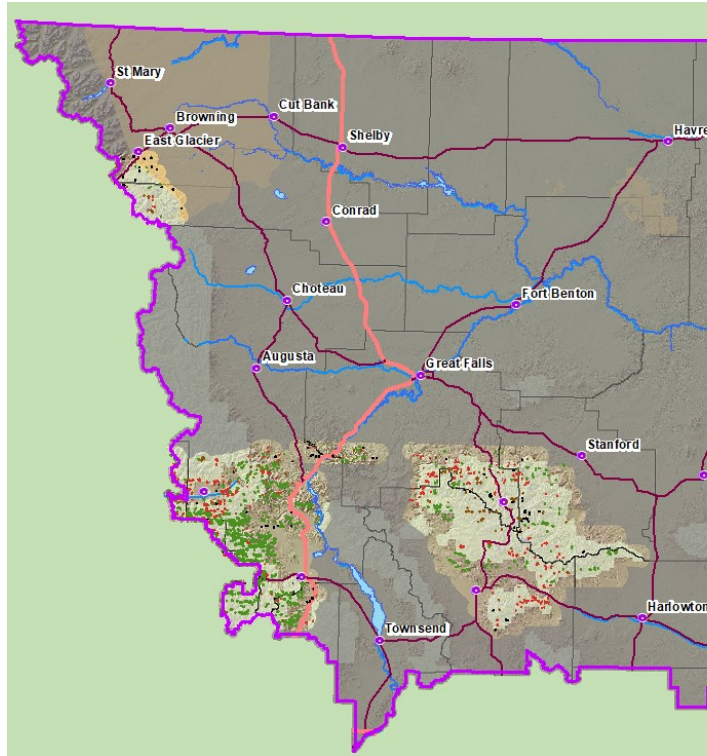 St Mary
Cut Bank
Browning
East Glacier
Shelby
Havre
Conrad
Choteau
Fort Benton
Augusta
Great Falls
Stanford
Townsend
Harlowton